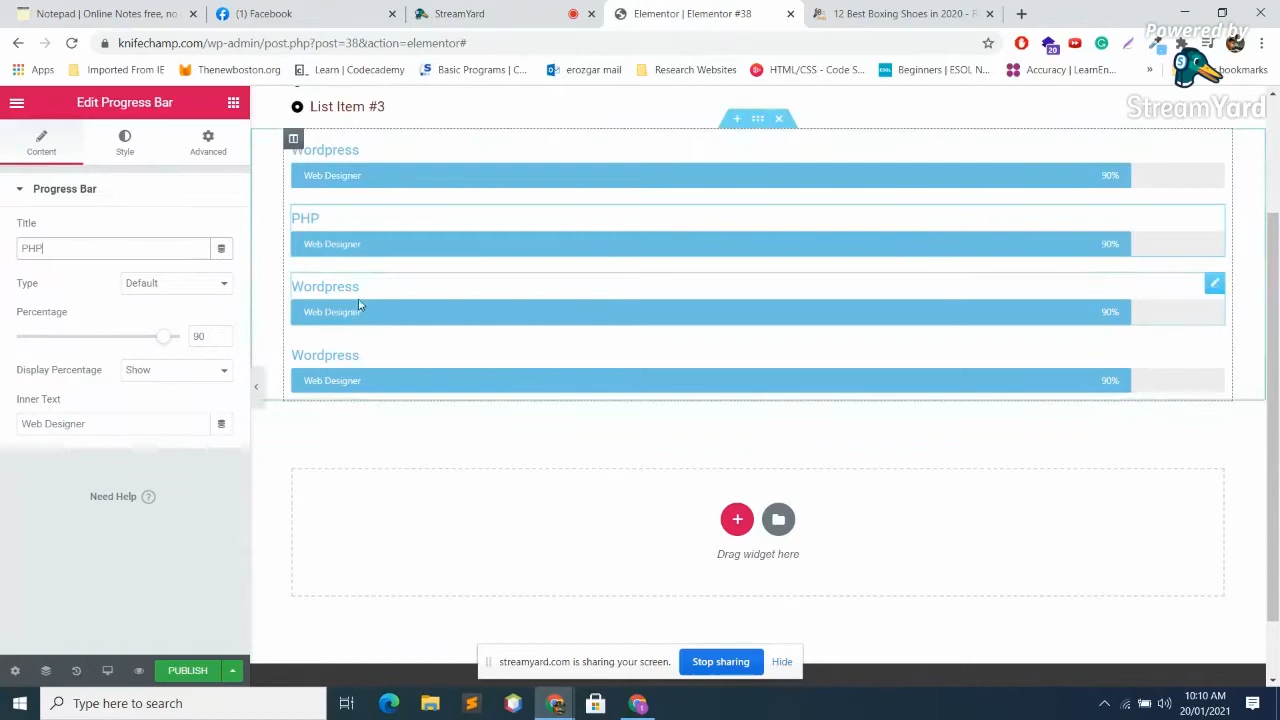 Notepad | Online Notes free, no
(1) Facebook
StreamYard
Elementor | Elementor #38
12 Best Boxing Shoes in 2020 - R
knifechamp.com/wp-admin/post.php?post=38&action=elementor#
20
Powered by
StreamYard
Apps
Imported From IE
Thenewboston.org
Learn | Codecademy
Basic Programs | C...
erozgar mail
Research Websites
HTML/CSS - Code S...
Beginners | ESOL N...
Accuracy | LearnEn...
»
Edit Progress Bar
Content
Style
Advanced
Progress Bar
Title
PHP
Type
Default
Percentage
90
Display Percentage
Show
Inner Text
Web Designer
Need Help
PUBLISH
List Item #3
Wordpress
Web Designer
90%
PHP
Web Designer
90%
Wordpress
Web Designer
90%
Wordpress
Web Designer
90%
Drag widget here
streamyard.com is sharing your screen.
Stop sharing
Hide
Type here to search
10:10 AM
20/01/2021